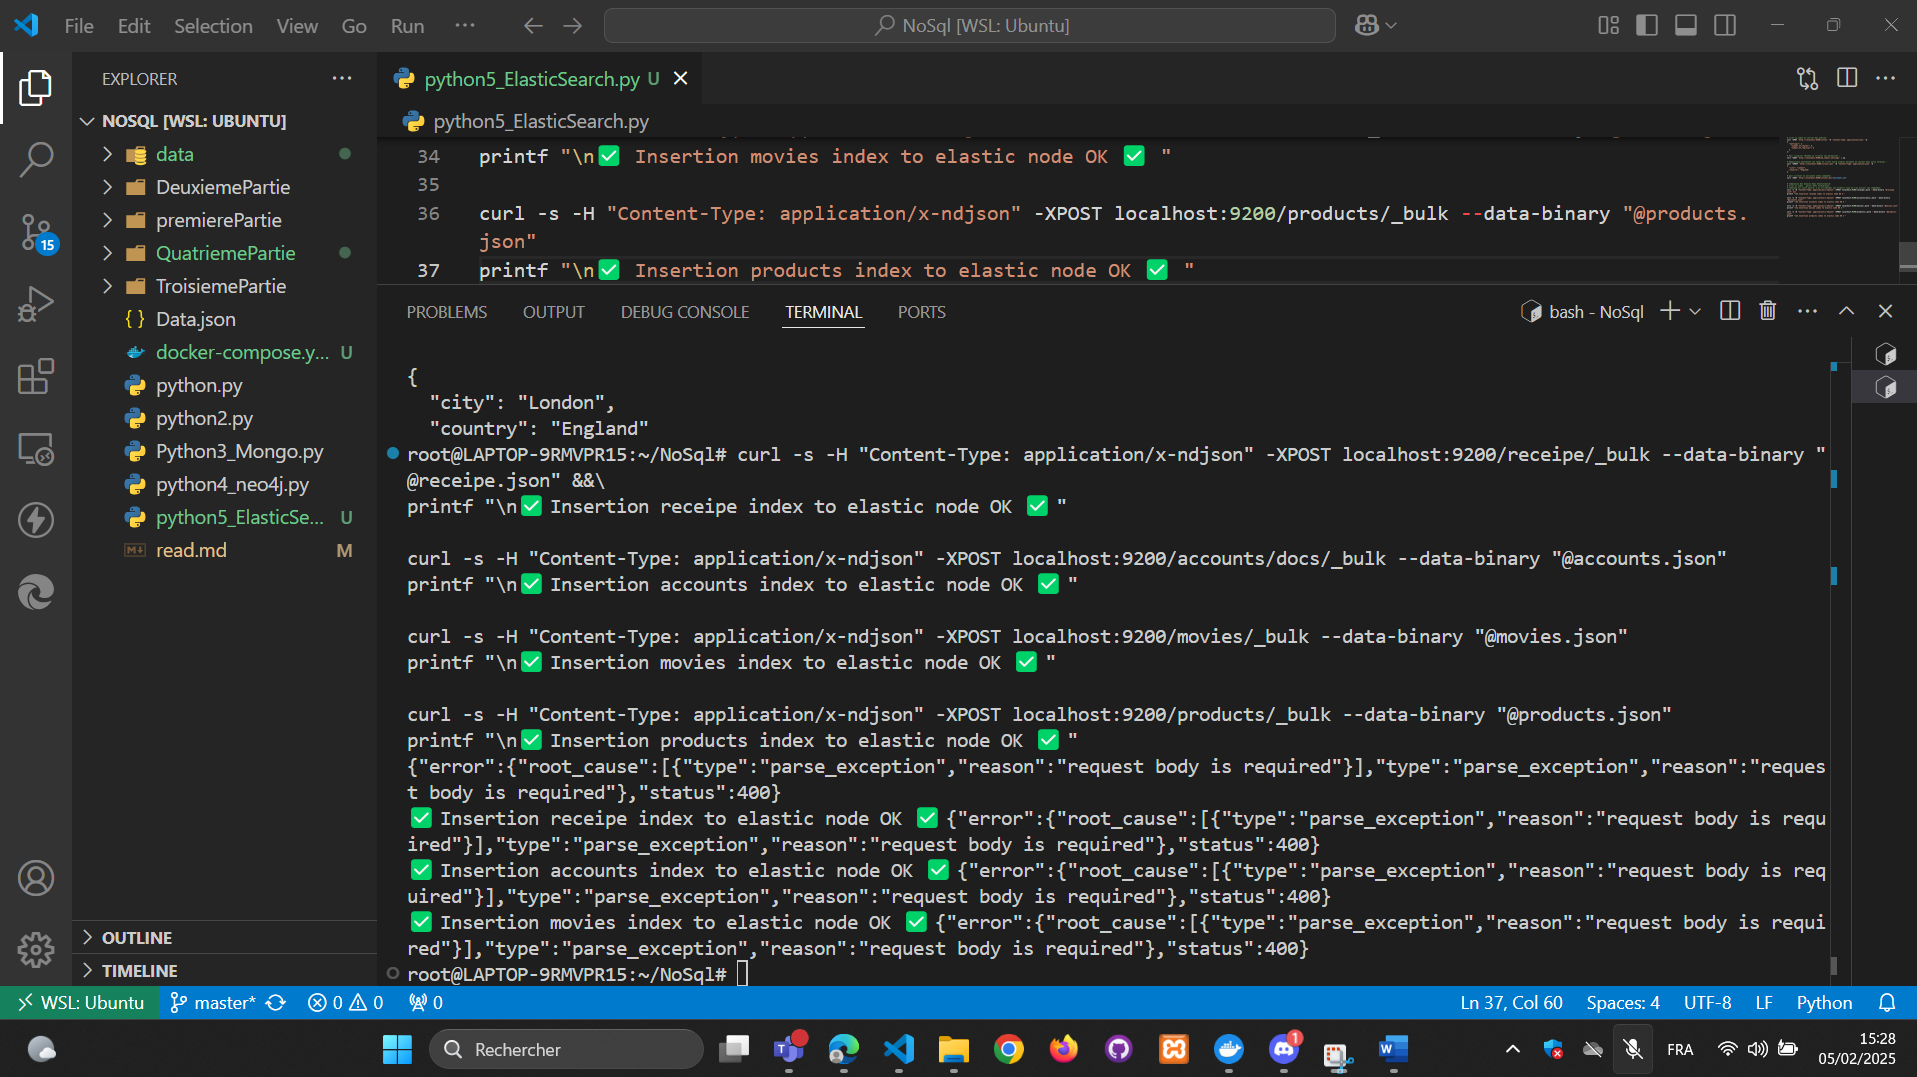 File Edit Selection View Go Run ··· NoSql [WSL: Ubuntu]
EXPLORER ···
NOSQL [WSL: UBUNTU]
data
DeuxiemePartie
premierePartie
QuatriemePartie
TroisiemePartie
{} Data.json
docker-compose.y... U
python.py
python2.py
Python3_Mongo.py
python4_neo4j.py
python5_ElasticSe... U
read.md M
OUTLINE
TIMELINE
15
python5_ElasticSearch.py U
python5_ElasticSearch.py
34 printf "\n✅ Insertion movies index to elastic node OK ✅ "
35
36 curl -s -H "Content-Type: application/x-ndjson" -XPOST localhost:9200/products/_bulk --data-binary "@products.
json"
37 printf "\n✅ Insertion products index to elastic node OK ✅ "
PROBLEMS OUTPUT DEBUG CONSOLE TERMINAL PORTS bash - NoSql
{
"city": "London",
"country": "England"
root@LAPTOP-9RMVPR15:~/NoSql# curl -s -H "Content-Type: application/x-ndjson" -XPOST localhost:9200/receipe/_bulk --data-binary "
@receipe.json" &&\
printf "\n✅ Insertion receipe index to elastic node OK ✅ "
curl -s -H "Content-Type: application/x-ndjson" -XPOST localhost:9200/accounts/docs/_bulk --data-binary "@accounts.json"
printf "\n✅ Insertion accounts index to elastic node OK ✅ "
curl -s -H "Content-Type: application/x-ndjson" -XPOST localhost:9200/movies/_bulk --data-binary "@movies.json"
printf "\n✅ Insertion movies index to elastic node OK ✅ "
curl -s -H "Content-Type: application/x-ndjson" -XPOST localhost:9200/products/_bulk --data-binary "@products.json"
printf "\n✅ Insertion products index to elastic node OK ✅ "
{"error":{"root_cause":[{"type":"parse_exception","reason":"request body is required"}],"type":"parse_exception","reason":"reques
t body is required"},"status":400}
✅ Insertion receipe index to elastic node OK ✅ {"error":{"root_cause":[{"type":"parse_exception","reason":"request body is requ
ired"}],"type":"parse_exception","reason":"request body is required"},"status":400}
✅ Insertion accounts index to elastic node OK ✅ {"error":{"root_cause":[{"type":"parse_exception","reason":"request body is req
uired"}],"type":"parse_exception","reason":"request body is required"},"status":400}
✅ Insertion movies index to elastic node OK ✅ {"error":{"root_cause":[{"type":"parse_exception","reason":"request body is requi
red"}],"type":"parse_exception","reason":"request body is required"},"status":400}
root@LAPTOP-9RMVPR15:~/NoSql#
WSL: Ubuntu master* 0 0 0 Ln 37, Col 60 Spaces: 4 UTF-8 LF Python
Rechercher 1 FRA 15:28
05/02/2025